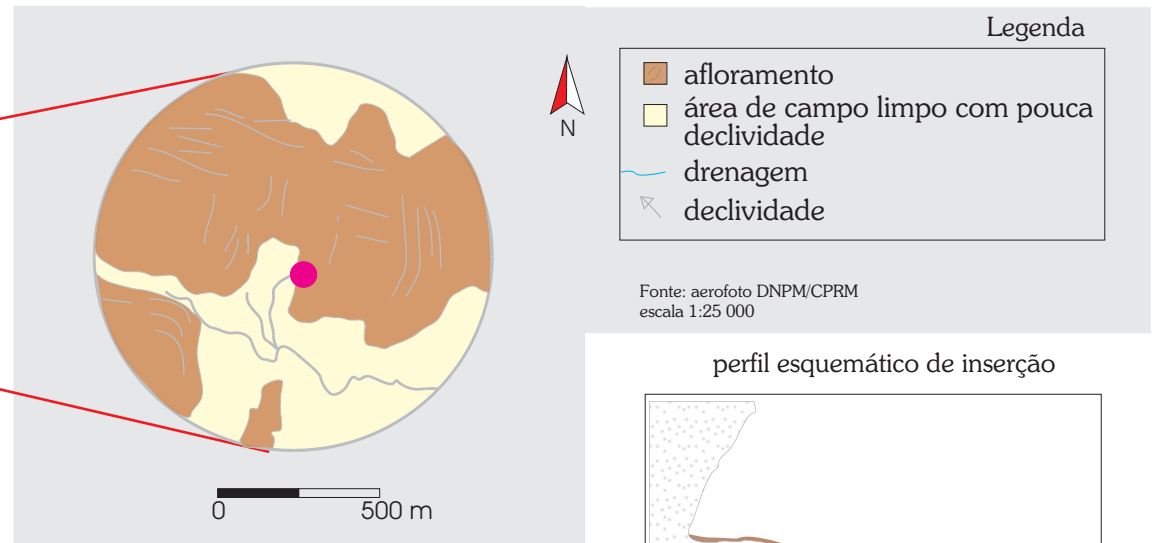 Legenda
afloramento
área de campo limpo com pouca
declividade
drenagem
declividade
N
Fonte: aerofoto DNPM/CPRM
escala 1:25 000
0 500 m
perfil esquemático de inserção